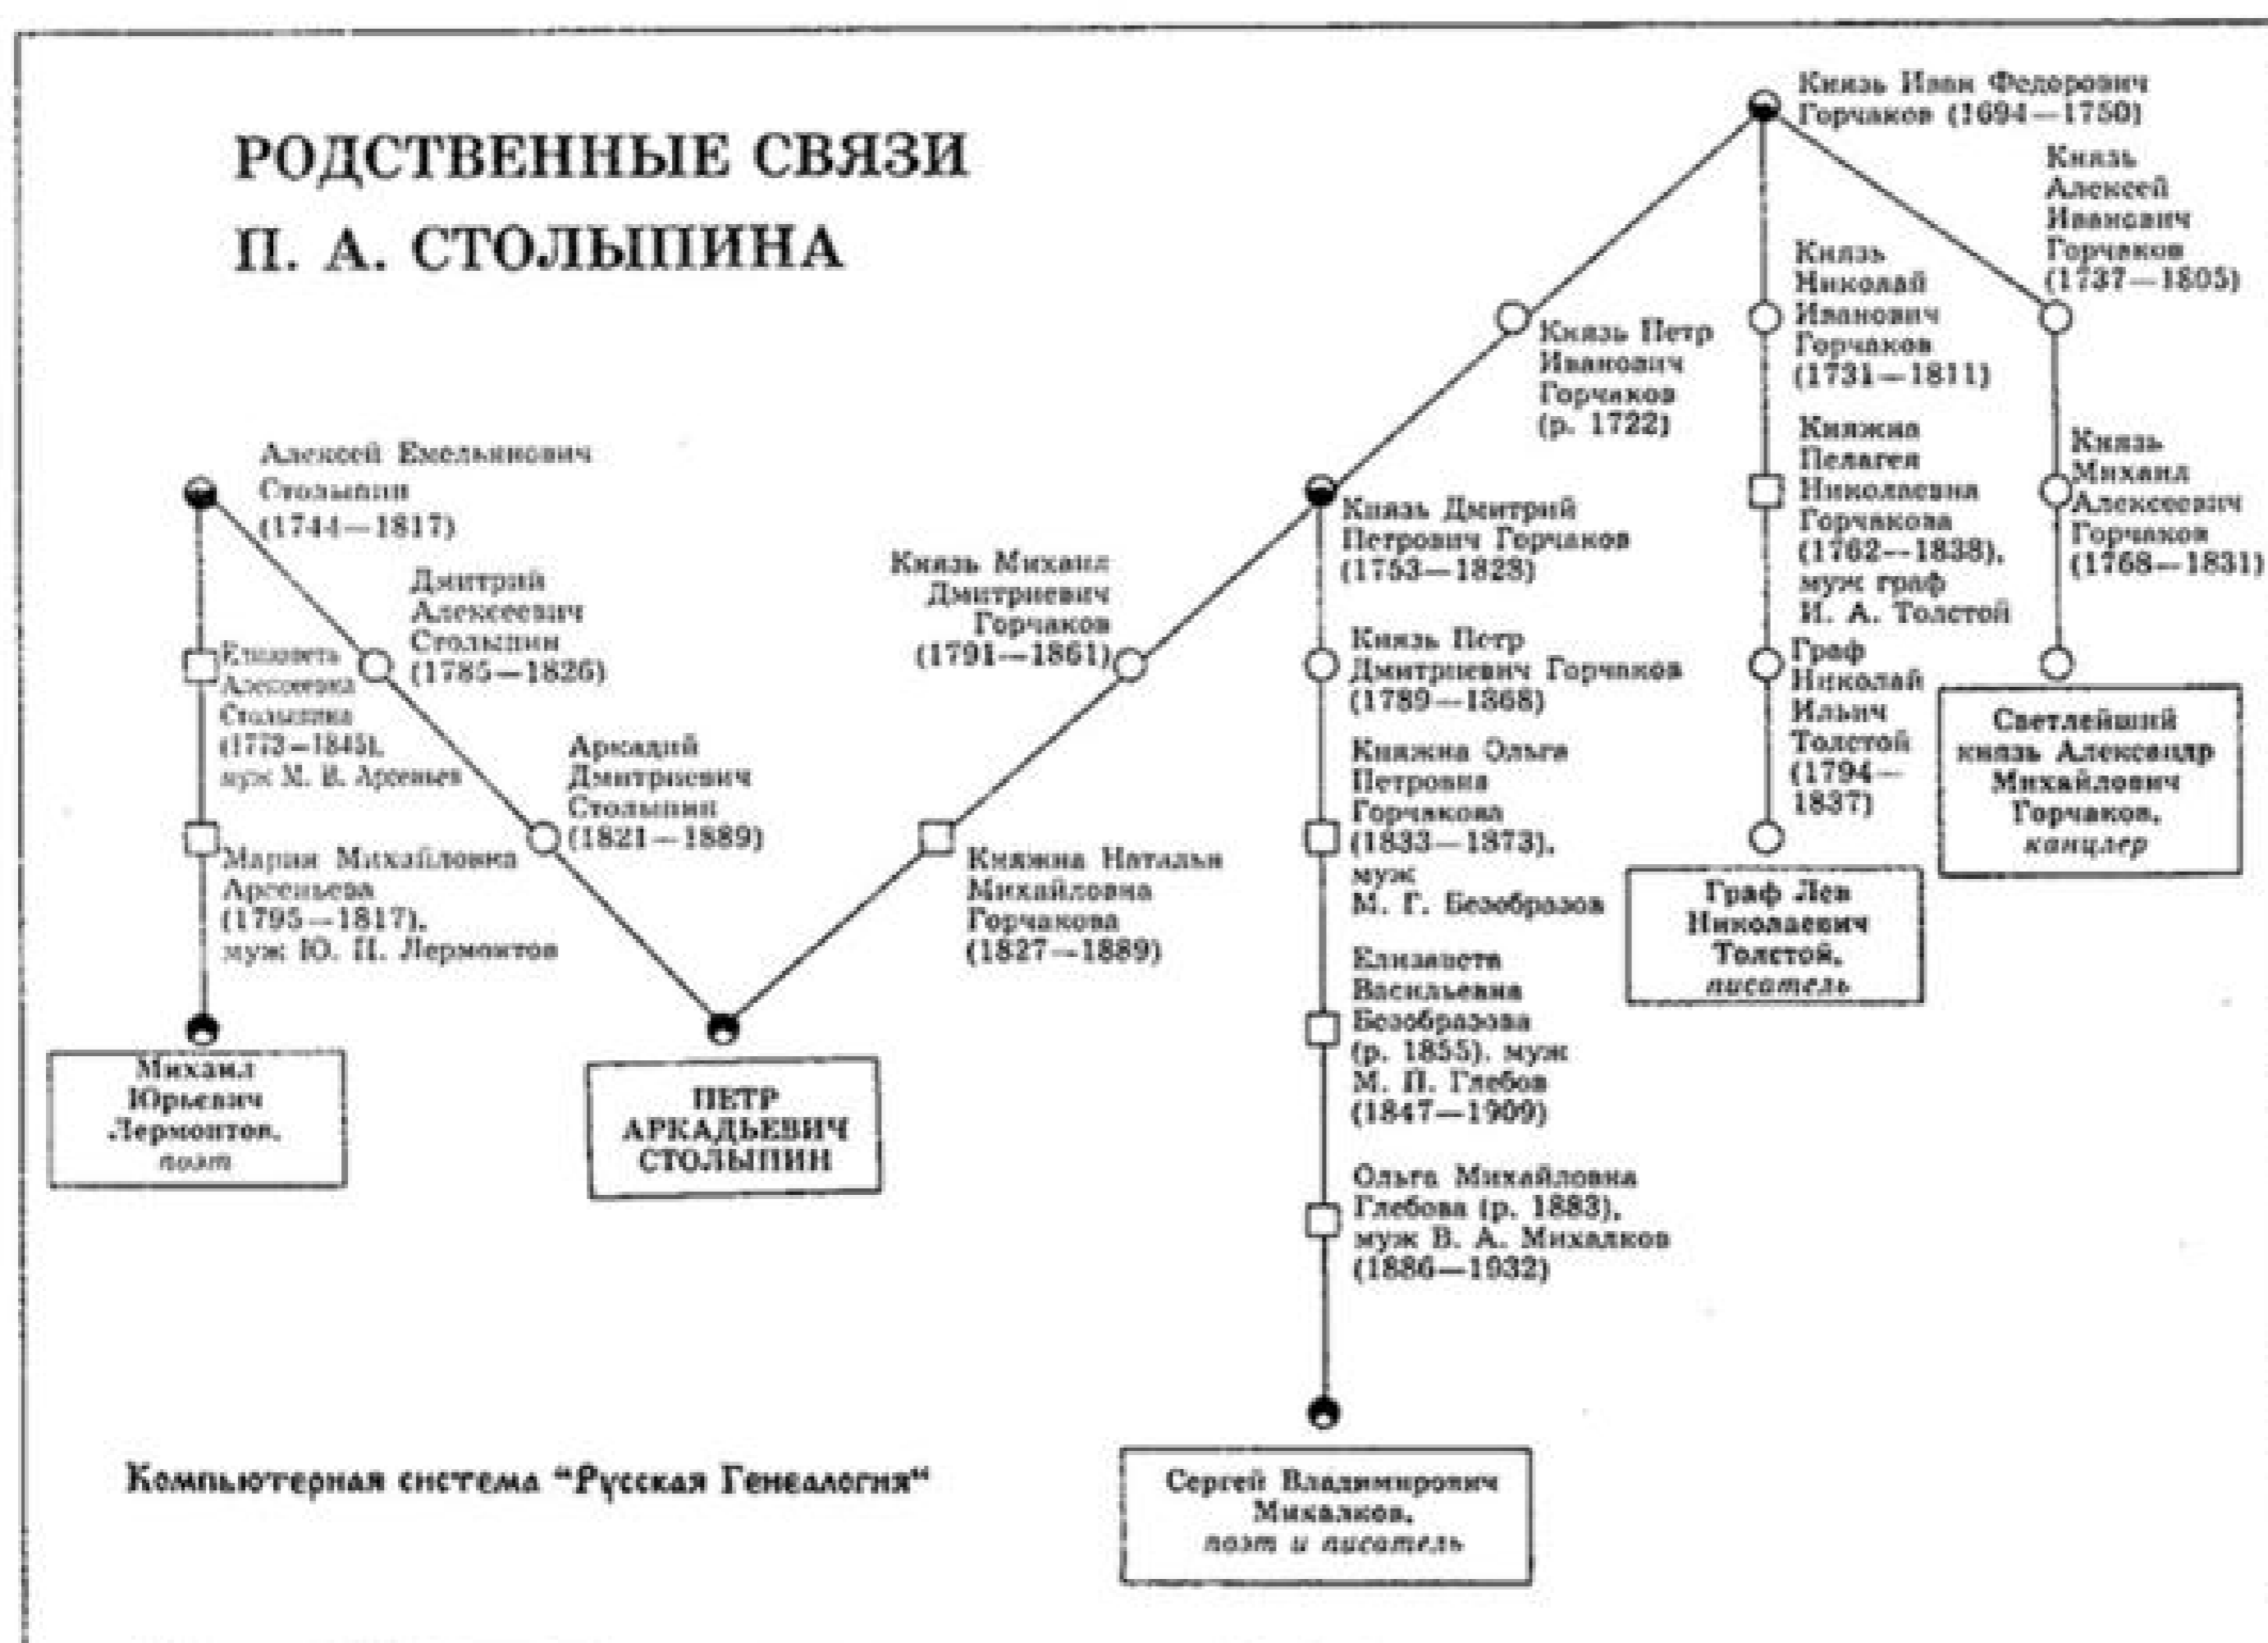 РОДСТВЕННЫЕ СВЯЗИ
П. А. СТОЛЫПИНА
Князь Иван Федорович
Горчаков (1694—1750)
Князь
Алексей
Иванович
Горчаков
(1737—1805)
Князь
Николай
Иванович
Горчаков
(1731—1811)
Князь Петр
Иванович
Горчаков
(р. 1722)
Княжна
Пелагея
Николаевна
Горчакова
(1762—1838),
муж граф
И. А. Толстой
Князь
Михаил
Алексеевич
Горчаков
(1768—1831)
Алексей Емельянович
Столыпин
(1744—1817)
Князь Дмитрий
Петрович Горчаков
(1753—1828)
Князь Михаил
Дмитриевич
Горчаков
(1791—1861)
Дмитрий
Алексеевич
Столыпин
(1785—1826)
Елизавета
Алексеевна
Столыпина
(1773—1845),
муж М. В. Арсеньев
Князь Петр
Дмитриевич Горчаков
(1789—1868)
Граф
Николай
Ильич
Толстой
(1794—
1837)
Светлейший
князь Александр
Михайлович
Горчаков,
канцлер
Аркадий
Дмитриевич
Столыпин
(1821—1889)
Княжна Ольга
Петровна
Горчакова
(1833—1873),
муж
М. Г. Безобразов
Мария Михайловна
Арсеньева
(1795—1817),
муж Ю. П. Лермонтов
Княжна Наталья
Михайловна
Горчакова
(1827—1889)
Граф Лев
Николаевич
Толстой,
писатель
Елизавета
Васильевна
Безобразова
(р. 1855). муж
М. П. Глебов
(1847—1909)
Михаил
Юрьевич
Лермонтов,
поэт
ПЕТР
АРКАДЬЕВИЧ
СТОЛЫПИН
Ольга Михайловна
Глебова (р. 1883),
муж В. А. Михалков
(1886—1932)
Сергей Владимирович
Михалков,
поэт и писатель
Компьютерная система "Русская Генеалогия"